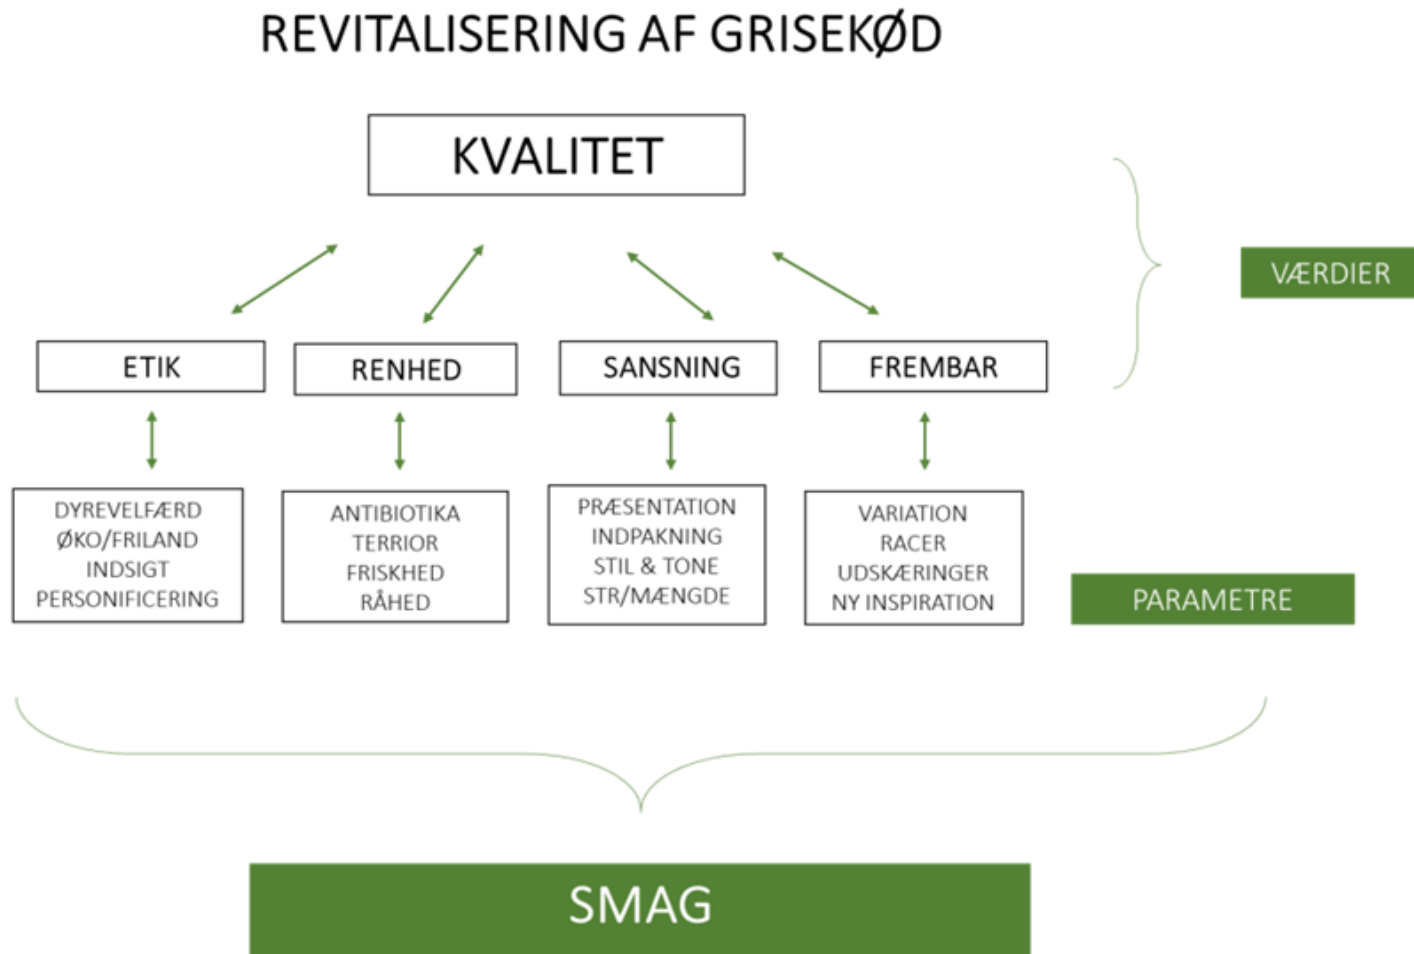 REVITALISERING AF GRISEKØD
KVALITET
VÆRDIER
ETIK
RENHED
SANSNING
FREMBAR
DYREVELFÆRD
ØKO/FRILAND
INDSIGT
PERSONIFICERING
ANTIBIOTIKA
TERRIOR
FRISKHED
RÅHED
PRÆSENTATION
INDPAKNING
STIL & TONE
STR/MÆNGDE
VARIATION
RACER
UDSKÆRINGER
NY INSPIRATION
PARAMETRE
SMAG